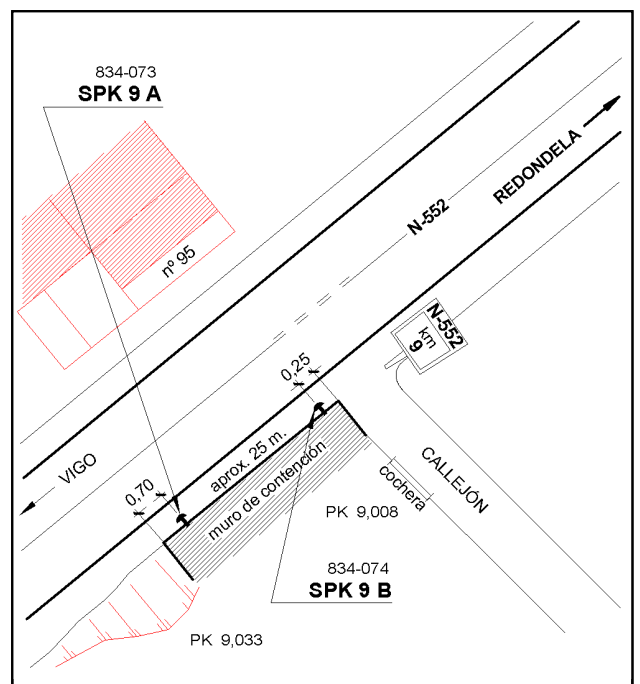 834-073
SPK 9 A
REDONDELA
N-552
nº 95
N-552
km
9
0,25
VIGO
aprox. 25 m.
0,70
muro de contención
CALLEJÓN
cochera
PK 9,008
834-074
SPK 9 B
PK 9,033